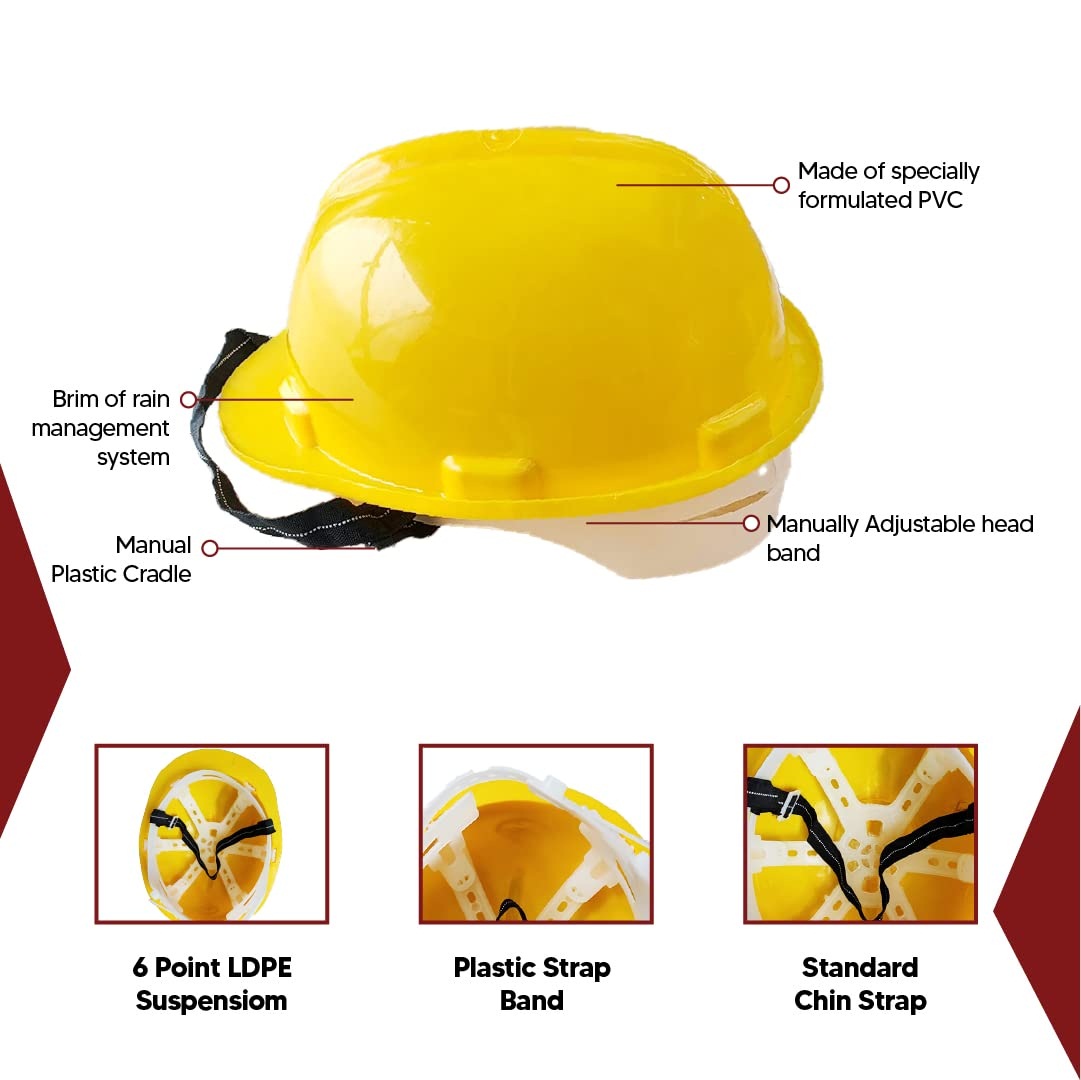 Made of specially
formulated PVC
Brim of rain
management
system
Manually Adjustable head
band
Manual
Plastic Cradle
6 Point LDPE
Suspensiom
Plastic Strap
Band
Standard
Chin Strap